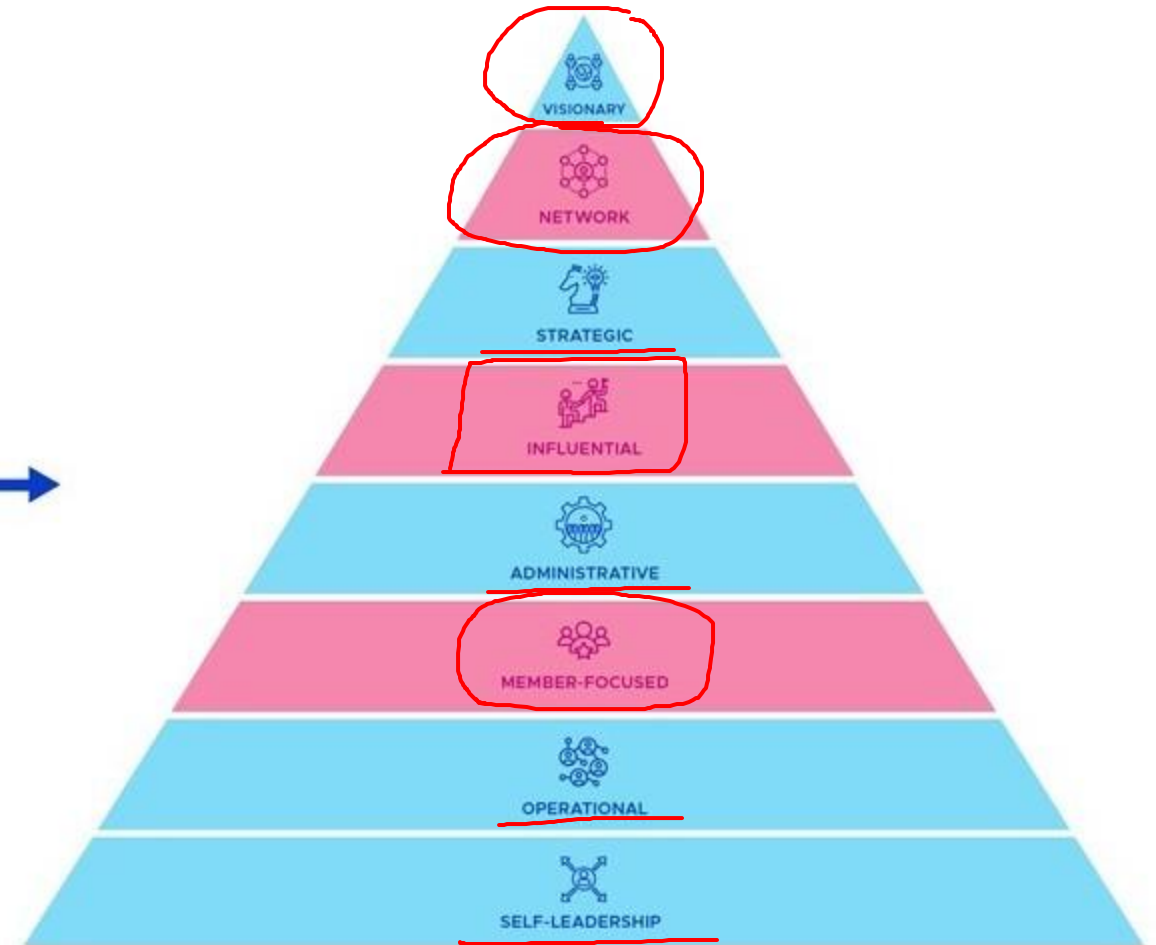 VISIONARY
NETWORK
STRATEGIC
INFLUENTIAL
ADMINISTRATIVE
MEMBER-FOCUSED
OPERATIONAL
SELF-LEADERSHIP